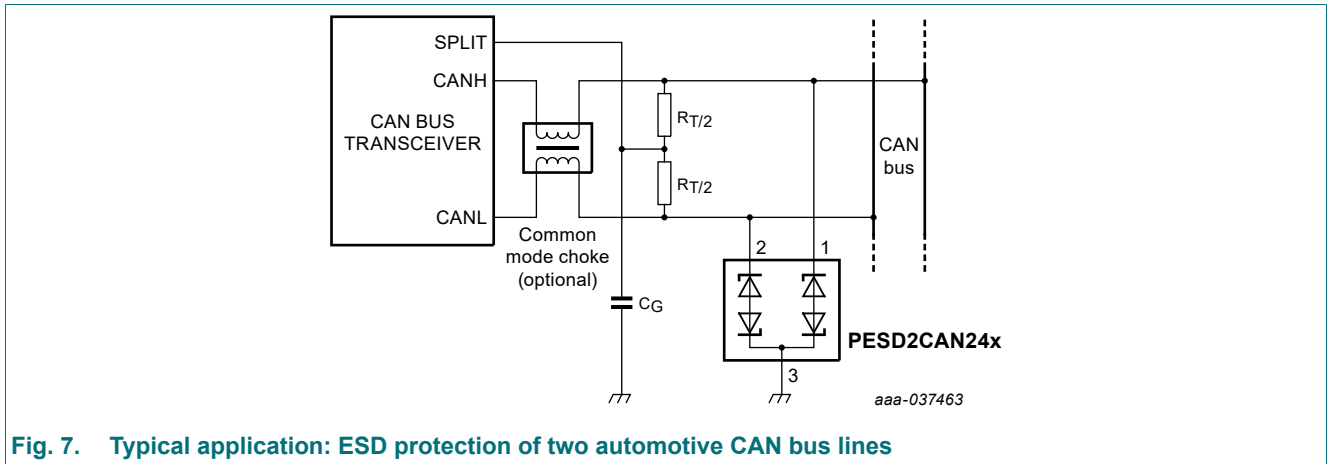 SPLIT
CANH
CAN BUS
TRANSCEIVER
CANL
Common
mode choke
(optional)
RT/2
RT/2
CG
CAN
bus
2 1
PESD2CAN24x
3
aaa-037463
Fig. 7. Typical application: ESD protection of two automotive CAN bus lines